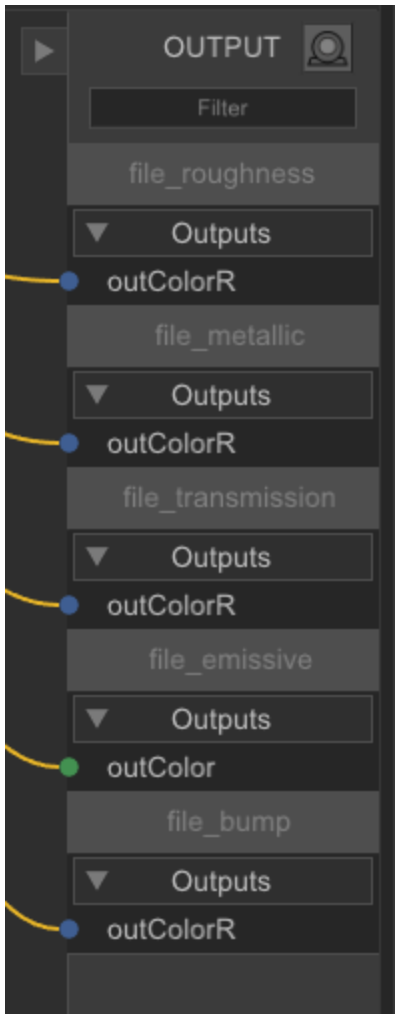 OUTPUT
Filter
file_roughness
Outputs
outColorR
file_metallic
Outputs
outColorR
file_transmission
Outputs
outColorR
file_emissive
Outputs
outColor
file_bump
Outputs
outColorR